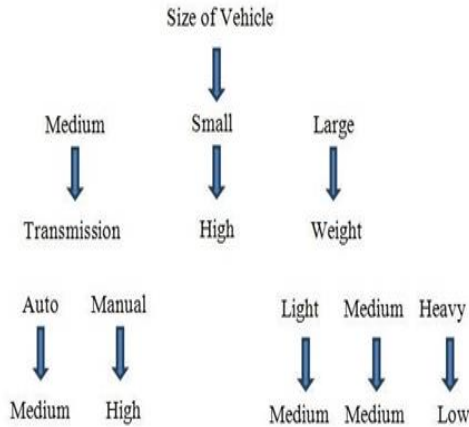 Size of Vehicle
Medium Small Large
Transmission High Weight
Auto Manual Light Medium Heavy
Medium High Medium Medium Low